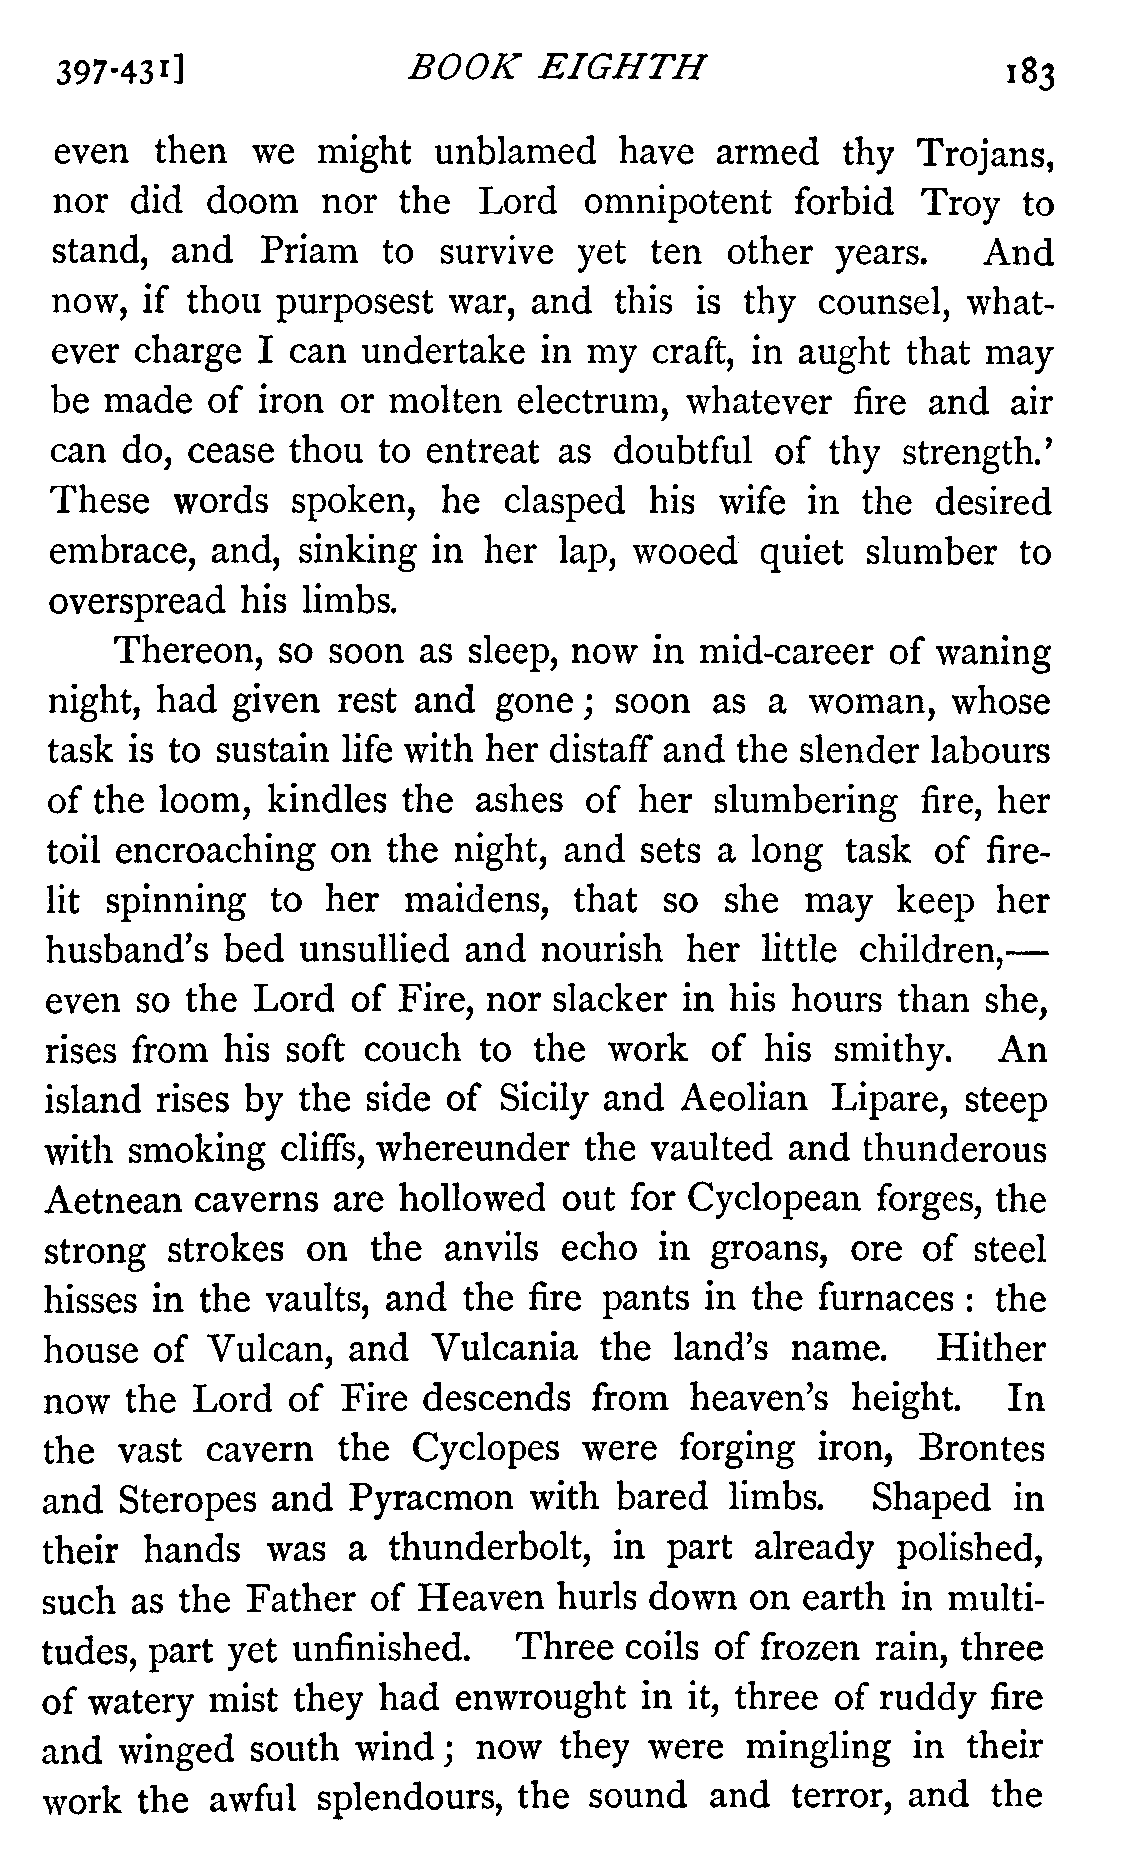 397-431] BOOK EIGHTH 183
even then we might unblamed have armed thy Trojans,
nor did doom nor the Lord omnipotent forbid Troy to
stand, and Priam to survive yet ten other years. And
now, if thou purposest war, and this is thy counsel, what-
ever charge I can undertake in my craft, in aught that may
be made of iron or molten electrum, whatever fire and air
can do, cease thou to entreat as doubtful of thy strength.'
These words spoken, he clasped his wife in the desired
embrace, and, sinking in her lap, wooed quiet slumber to
overspread his limbs.
Thereon, so soon as sleep, now in mid-career of waning
night, had given rest and gone ; soon as a woman, whose
task is to sustain life with her distaff and the slender labours
of the loom, kindles the ashes of her slumbering fire, her
toil encroaching on the night, and sets a long task of fire-
lit spinning to her maidens, that so she may keep her
husband's bed unsullied and nourish her little children,—
even so the Lord of Fire, nor slacker in his hours than she,
rises from his soft couch to the work of his smithy. An
island rises by the side of Sicily and Aeolian Lipare, steep
with smoking cliffs, whereunder the vaulted and thunderous
Aetnean caverns are hollowed out for Cyclopean forges, the
strong strokes on the anvils echo in groans, ore of steel
hisses in the vaults, and the fire pants in the furnaces : the
house of Vulcan, and Vulcania the land's name. Hither
now the Lord of Fire descends from heaven's height. In
the vast cavern the Cyclopes were forging iron, Brontes
and Steropes and Pyracmon with bared limbs. Shaped in
their hands was a thunderbolt, in part already polished,
such as the Father of Heaven hurls down on earth in multi-
tudes, part yet unfinished. Three coils of frozen rain, three
of watery mist they had enwrought in it, three of ruddy fire
and winged south wind ; now they were mingling in their
work the awful splendours, the sound and terror, and the